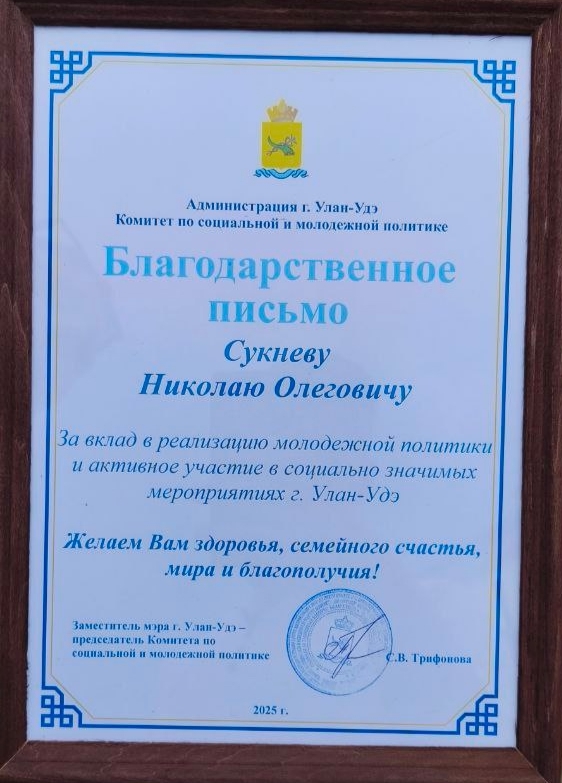 Администрация г. Улан-Удэ
Комитет по социальной и молодежной политике
Благодарственное
письмо
Сукневу
Николаю Олеговичу
За вклад в реализацию молодежной политики
и активное участие в социально значимых
мероприятиях г. Улан-Удэ
Желаем Вам здоровья, семейного счастья,
мира и благополучия!
Заместитель мэра г. Улан-Удэ –
председатель Комитета по
социальной и молодежной политике
С.В. Трифонова
2025 г.